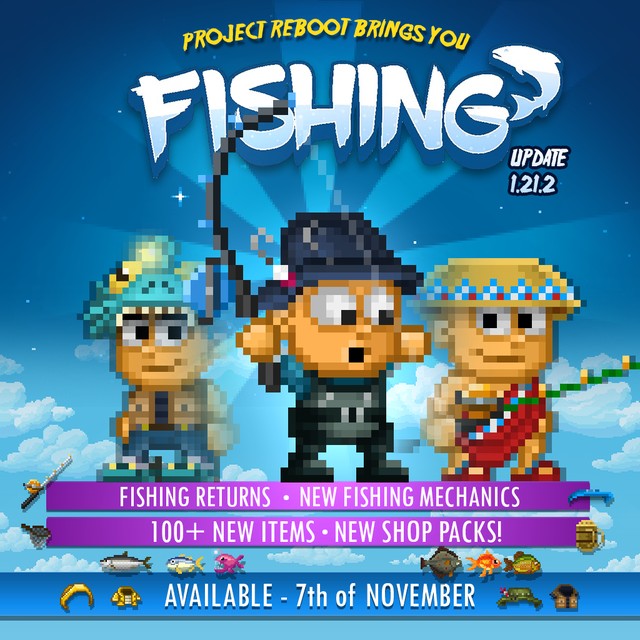 PROJECT REBOOT BRINGS YOU
FISHING
UPDATE
1.21.2
FISHING RETURNS • NEW FISHING MECHANICS
100+ NEW ITEMS • NEW SHOP PACKS!
AVAILABLE - 7th of NOVEMBER